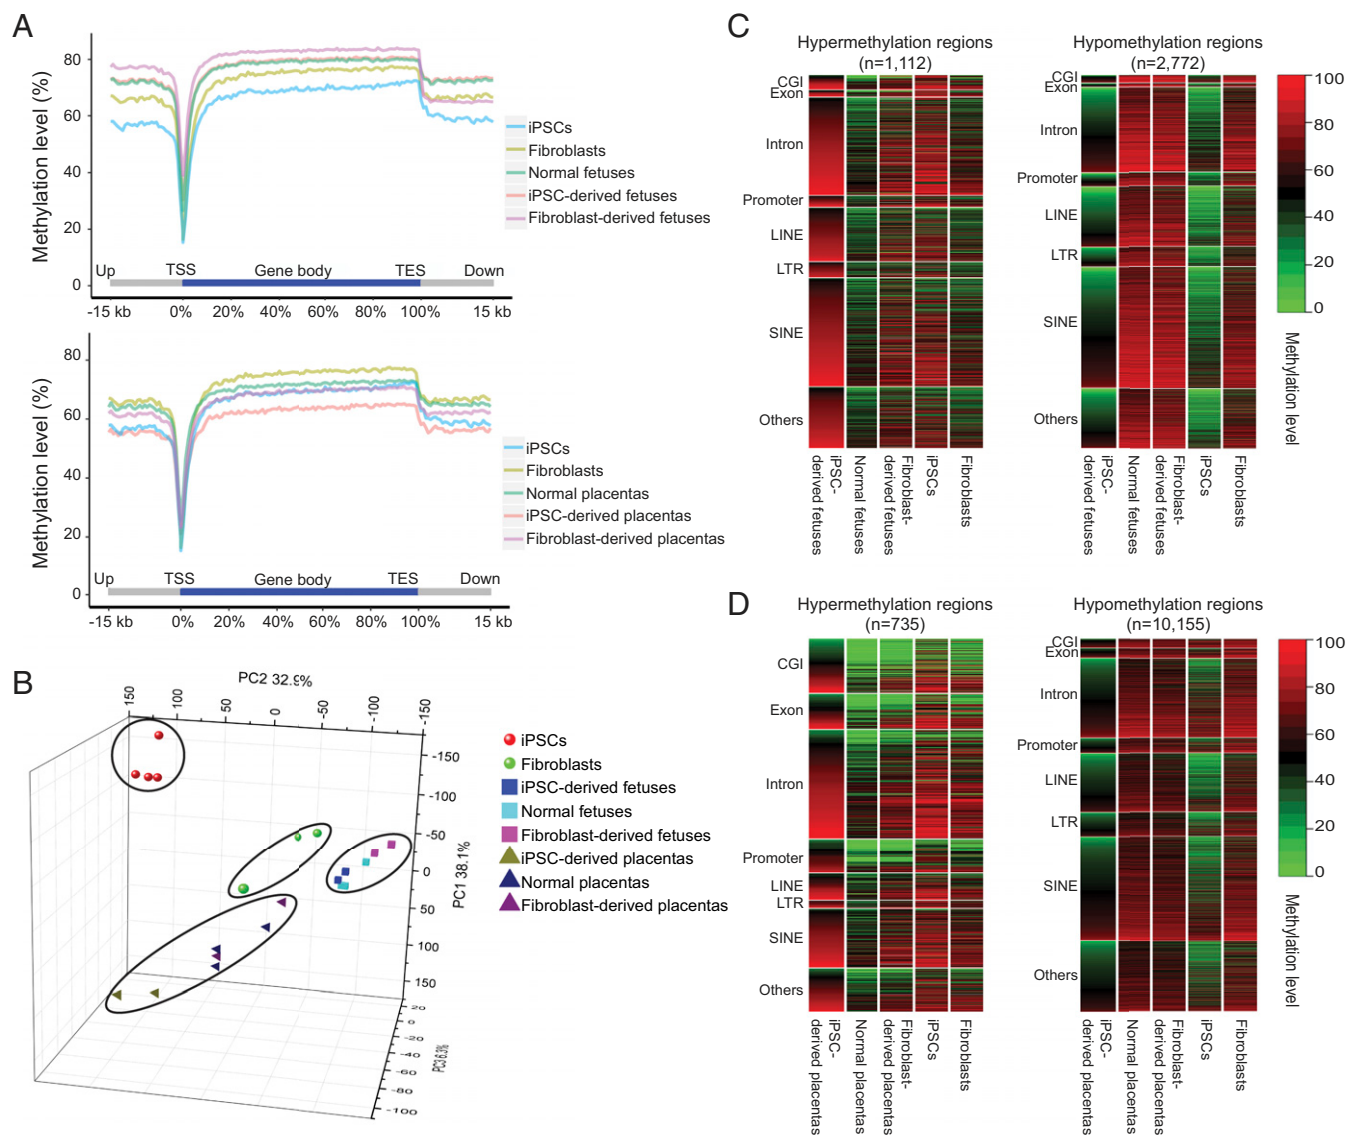 A
Methylation level (%)
80
60
40
20
0
Up
TSS
Gene body
TES
Down
-15 kb
0%
20%
40%
60%
80%
100%
15 kb
iPSCs
Fibroblasts
Normal fetuses
iPSC-derived fetuses
Fibroblast-derived fetuses
Methylation level (%)
80
60
40
20
0
Up
TSS
Gene body
TES
Down
-15 kb
0%
20%
40%
60%
80%
100%
15 kb
iPSCs
Fibroblasts
Normal placentas
iPSC-derived placentas
Fibroblast-derived placentas
B
PC2 32.9%
150
100
50
0
-50
-100
-150
-150
-100
-50
0
50
100
150
PC1 38.1%
20
0
-20
-40
-60
-80
-100
PC3 6.3%
iPSCs
Fibroblasts
iPSC-derived fetuses
Normal fetuses
Fibroblast-derived fetuses
iPSC-derived placentas
Normal placentas
Fibroblast-derived placentas
C
Hypermethylation regions
(n=1,112)
CGI
Exon
Intron
Promoter
LINE
LTR
SINE
Others
iPSC-
derived fetuses
Normal fetuses
Fibroblast-
derived fetuses
iPSCs
Fibroblasts
Hypomethylation regions
(n=2,772)
CGI
Exon
Intron
Promoter
LINE
LTR
SINE
Others
iPSC-
derived fetuses
Normal fetuses
Fibroblast-
derived fetuses
iPSCs
Fibroblasts
100
80
60
40
20
0
Methylation level
D
Hypermethylation regions
(n=735)
CGI
Exon
Intron
Promoter
LINE
LTR
SINE
Others
iPSC-
derived placentas
Normal placentas
Fibroblast-
derived placentas
iPSCs
Fibroblasts
Hypomethylation regions
(n=10,155)
CGI
Exon
Intron
Promoter
LINE
LTR
SINE
Others
iPSC-
derived placentas
Normal placentas
Fibroblast-
derived placentas
iPSCs
Fibroblasts
100
80
60
40
20
0
Methylation level